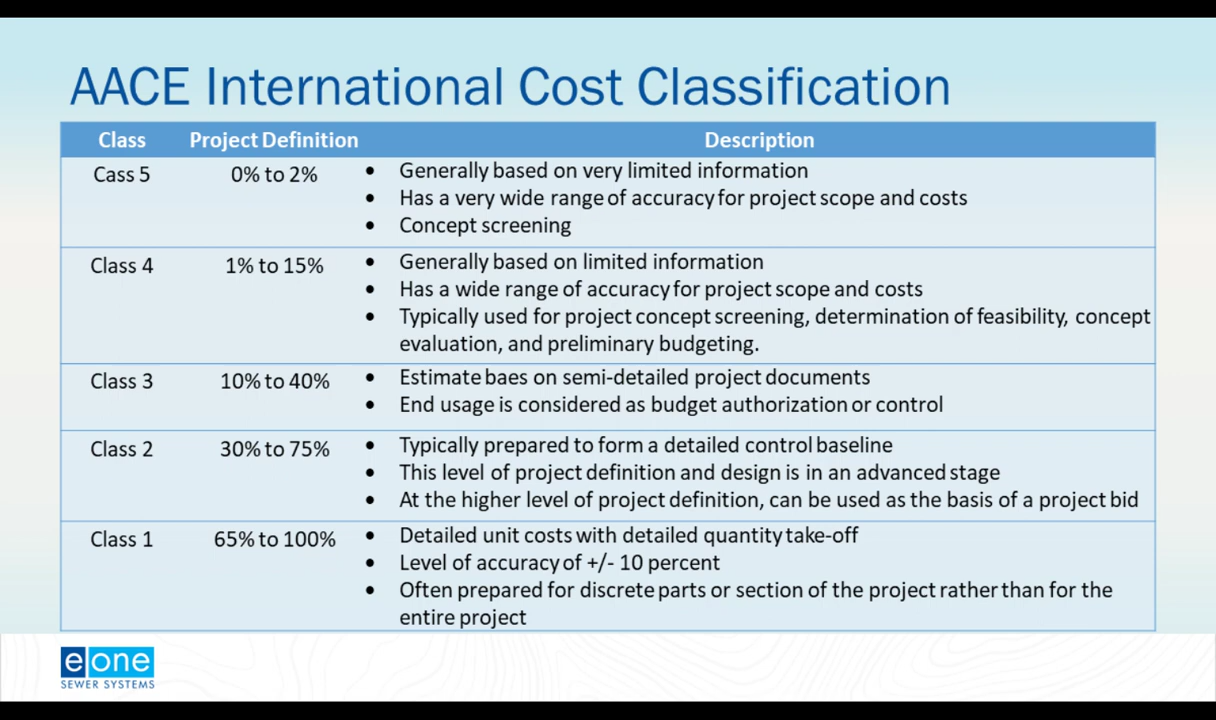 AACE International Cost Classification
Class Project Definition Description
Cass 5 0% to 2% • Generally based on very limited information
• Has a very wide range of accuracy for project scope and costs
• Concept screening
Class 4 1% to 15% • Generally based on limited information
• Has a wide range of accuracy for project scope and costs
• Typically used for project concept screening, determination of feasibility, concept
evaluation, and preliminary budgeting.
Class 3 10% to 40% • Estimate baes on semi-detailed project documents
• End usage is considered as budget authorization or control
Class 2 30% to 75% • Typically prepared to form a detailed control baseline
• This level of project definition and design is in an advanced stage
• At the higher level of project definition, can be used as the basis of a project bid
Class 1 65% to 100% • Detailed unit costs with detailed quantity take-off
• Level of accuracy of +/- 10 percent
• Often prepared for discrete parts or section of the project rather than for the
entire project
e one
SEWER SYSTEMS